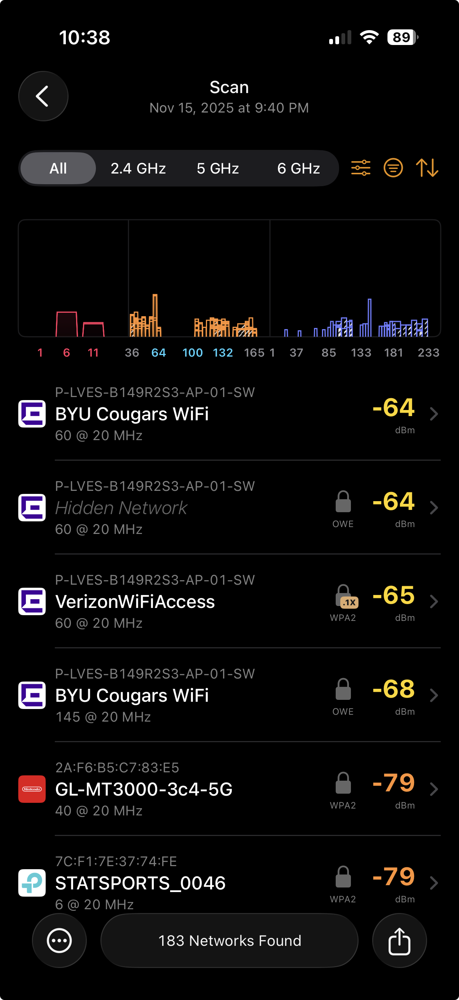 10:38
89
Scan
Nov 15, 2025 at 9:40 PM
All 2.4 GHz 5 GHz 6 GHz
1 6 11 36 64 100 132 165 1 37 85 133 181 233
P-LVES-B149R2S3-AP-01-SW
BYU Cougars WiFi
60 @ 20 MHz
-64
dBm
P-LVES-B149R2S3-AP-01-SW
Hidden Network
60 @ 20 MHz
OWE
-64
dBm
P-LVES-B149R2S3-AP-01-SW
VerizonWiFiAccess
60 @ 20 MHz
.1X
WPA2
-65
dBm
P-LVES-B149R2S3-AP-01-SW
BYU Cougars WiFi
145 @ 20 MHz
OWE
-68
dBm
Nintendo
2A:F6:B5:C7:83:E5
GL-MT3000-3c4-5G
40 @ 20 MHz
WPA2
-79
dBm
7C:F1:7E:37:74:FE
STATSPORTS_0046
6 @ 20 MHz
WPA2
-79
dBm
183 Networks Found